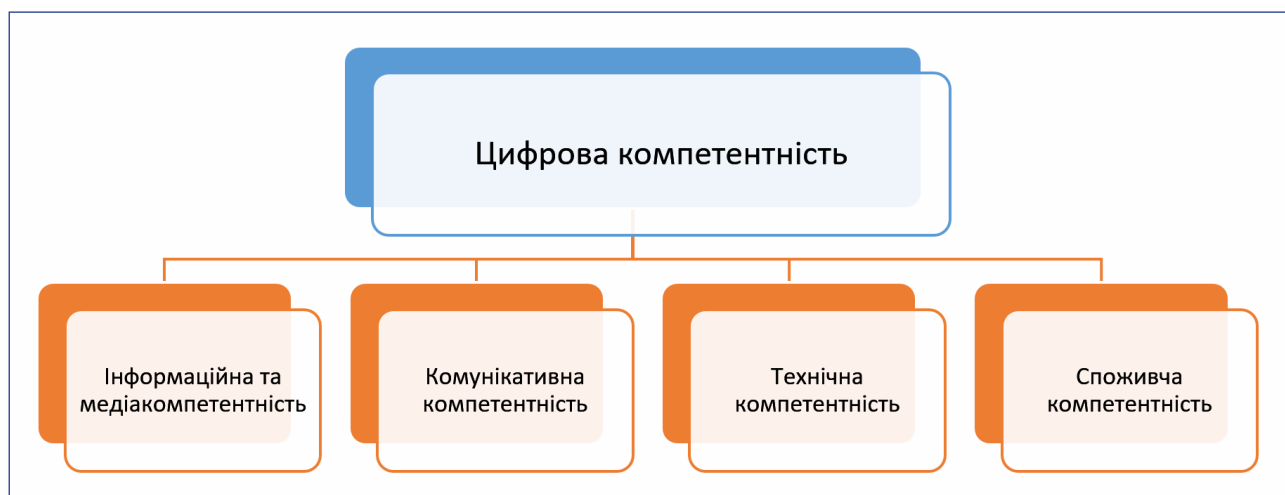 Цифрова компетентність
Інформаційна та
медіакомпетентність
Комунікативна
компетентність
Технічна
компетентність
Споживча
компетентність